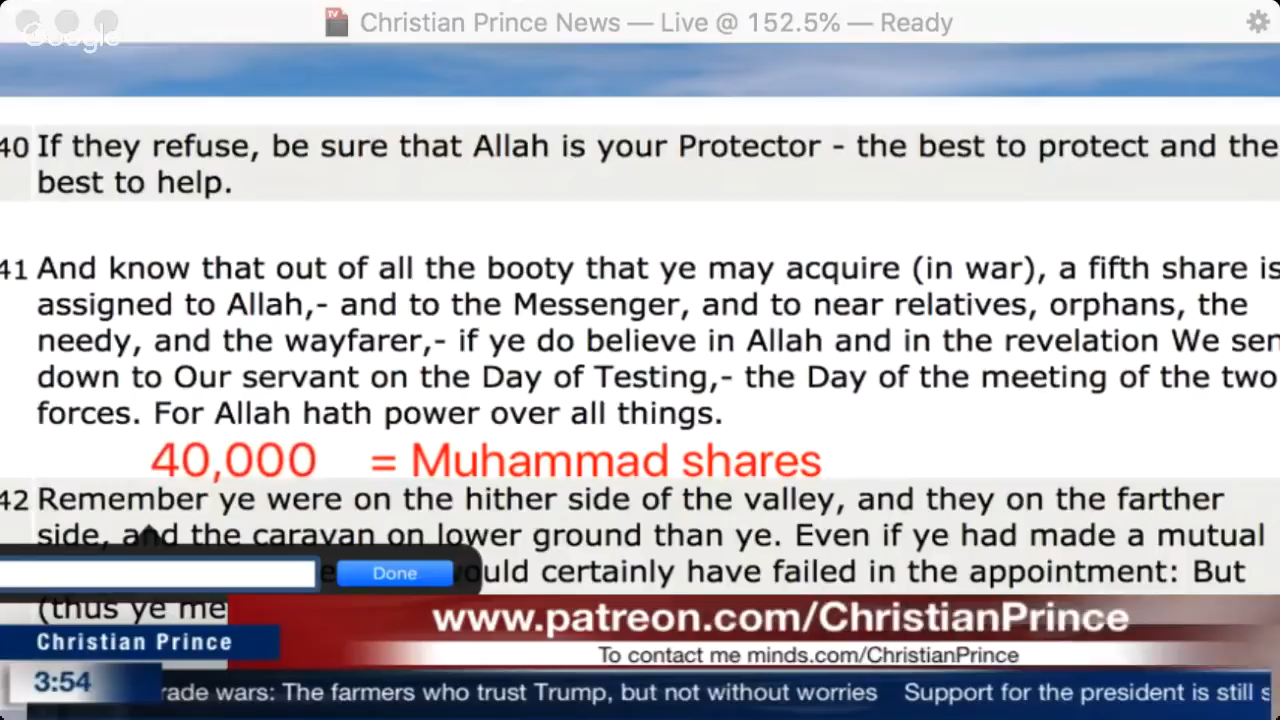 Christian Prince News — Live @ 152.5% — Ready
Google
40 If they refuse, be sure that Allah is your Protector - the best to protect and the
best to help.
41 And know that out of all the booty that ye may acquire (in war), a fifth share is
assigned to Allah,- and to the Messenger, and to near relatives, orphans, the
needy, and the wayfarer,- if ye do believe in Allah and in the revelation We sen
down to Our servant on the Day of Testing,- the Day of the meeting of the two
forces. For Allah hath power over all things.
40,000 = Muhammad shares
42 Remember ye were on the hither side of the valley, and they on the farther
side, and the caravan on lower ground than ye. Even if ye had made a mutual
Done ould certainly have failed in the appointment: But
(thus ye me
www.patreon.com/ChristianPrince
Christian Prince
To contact me minds.com/ChristianPrince
3:54
rade wars: The farmers who trust Trump, but not without worries Support for the president is still s